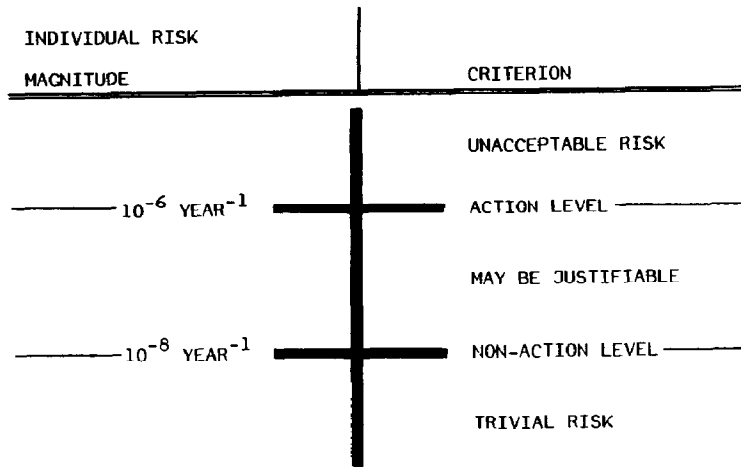 INDIVIDUAL RISK
MAGNITUDE
CRITERION
UNACCEPTABLE RISK
10⁻⁶ YEAR⁻¹ ACTION LEVEL
MAY BE JUSTIFIABLE
10⁻⁸ YEAR⁻¹ NON-ACTION LEVEL
TRIVIAL RISK